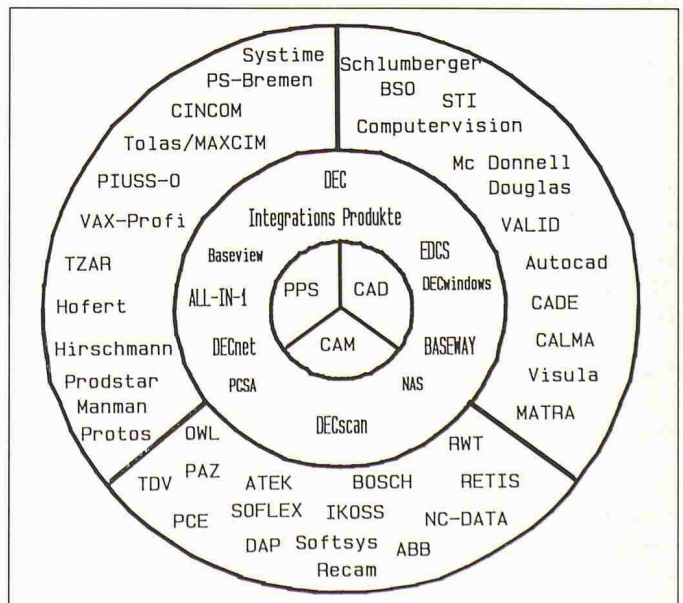 Systime
PS-Bremen
CINCOM
Tolas/MAXCIM
PIUSS-O
VAX-Profi
TZAR
Hofert
Hirschmann
Prodstar
Manman
Protos
Schlumberger
BSO
STI
Computervision
Mc Donnell
Douglas
VALID
Autocad
CADE
CALMA
Visula
MATRA
DEC
Integrations Produkte
Baseview
EDCS
ALL-IN-1
DECwindows
DECnet
BASEWAY
PCSA
NAS
DECscan
PPS
CAD
CAM
OWL
RWT
TDV
PAZ
ATEK
BOSCH
RETIS
PCE
SOFLEX
IKOSS
NC-DATA
DAP
Softsys
ABB
Recam